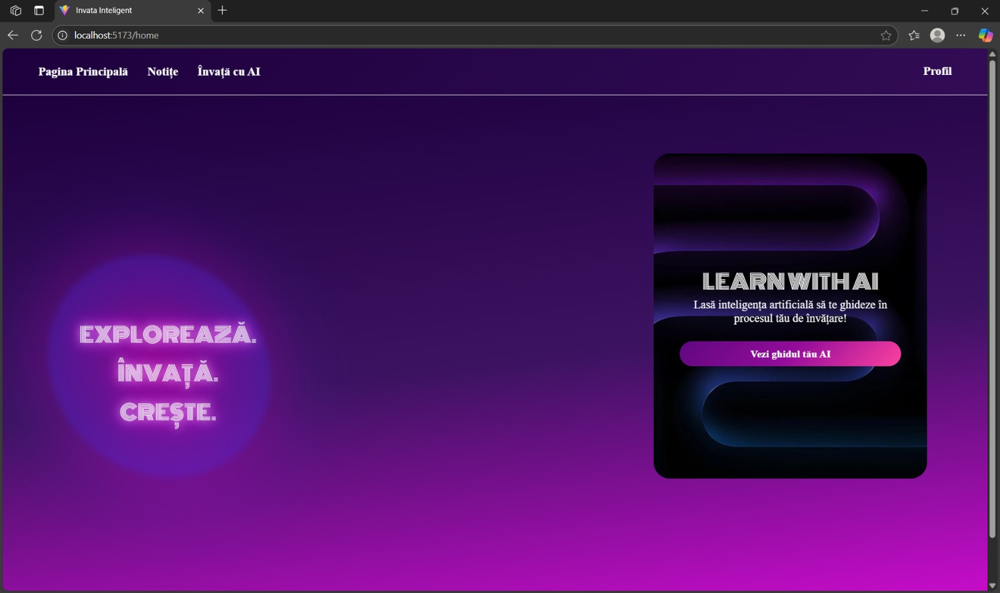 Invata Inteligent
localhost:5173/home
Pagina Principală
Notițe
Învață cu AI
Profil
EXPLOREAZĂ.
ÎNVAȚĂ.
CREȘTE.
LEARN WITH AI
Lasă inteligența artificială să te ghideze în
procesul tău de învățare!
Vezi ghidul tău AI